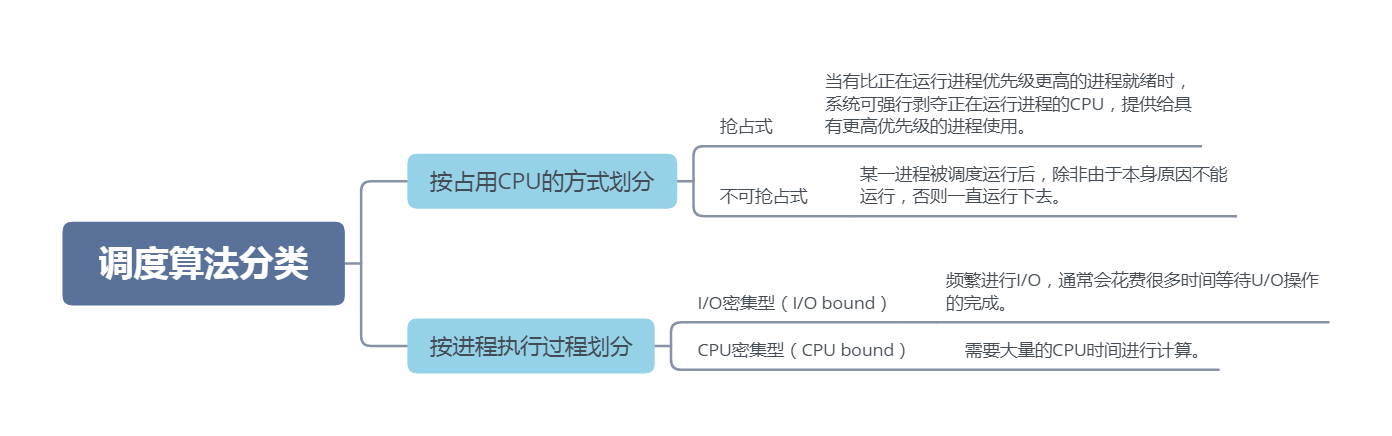 当有比正在运行进程优先级更高的进程就绪时，
系统可强行剥夺正在运行进程的CPU，提供给具
抢占式
有更高优先级的进程使用。
按占用CPU的方式划分
某一进程被调度运行后，除非由于本身原因不能
不可抢占式
运行，否则一直运行下去。
调度算法分类
频繁进行I/O，通常会花费很多时间等待U/O操作
I/O密集型（I/O bound）
的完成。
按进程执行过程划分
CPU密集型（CPU bound）
需要大量的CPU时间进行计算。